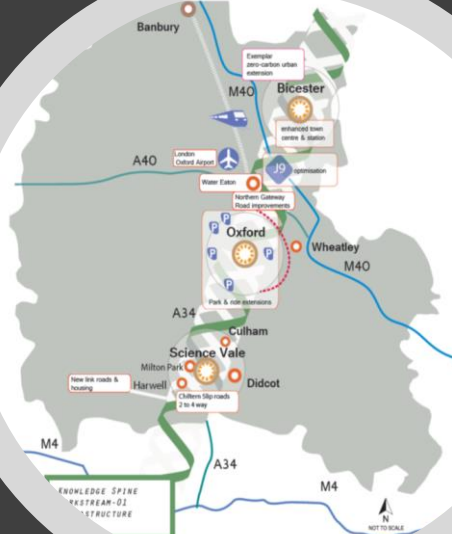 Banbury
Exemplar
zero-carbon urban
extension
M40
Bicester
enhanced town
centre & station
London
Oxford Airport
A40
J9
optimisation
Water Eaton
Northern Gateway
Road improvements
P
P
Oxford
P
P
Wheatley
M40
P
Park & ride extensions
A34
Culham
Science Vale
Milton Park
New link roads &
housing
Harwell
Didcot
Chiltern Slip roads
2 to 4 way
M4
A34
M4
NOWLEDGE SPINE
RKSTREAM-01
STRUCTURE
N
NOT TO SCALE